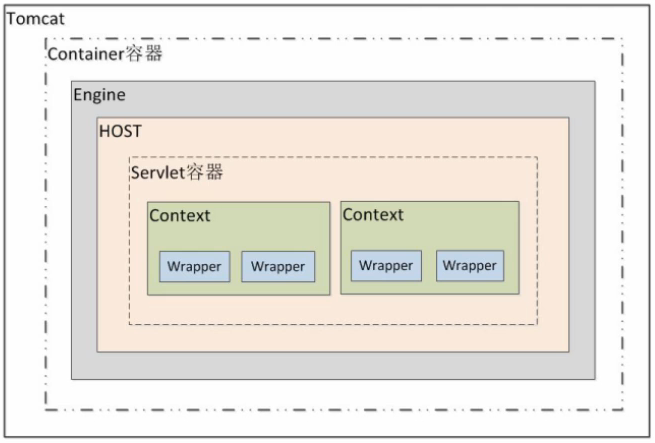 Tomcat
Container容器
Engine
HOST
Servlet容器
Context
Context
Wrapper
Wrapper
Wrapper
Wrapper